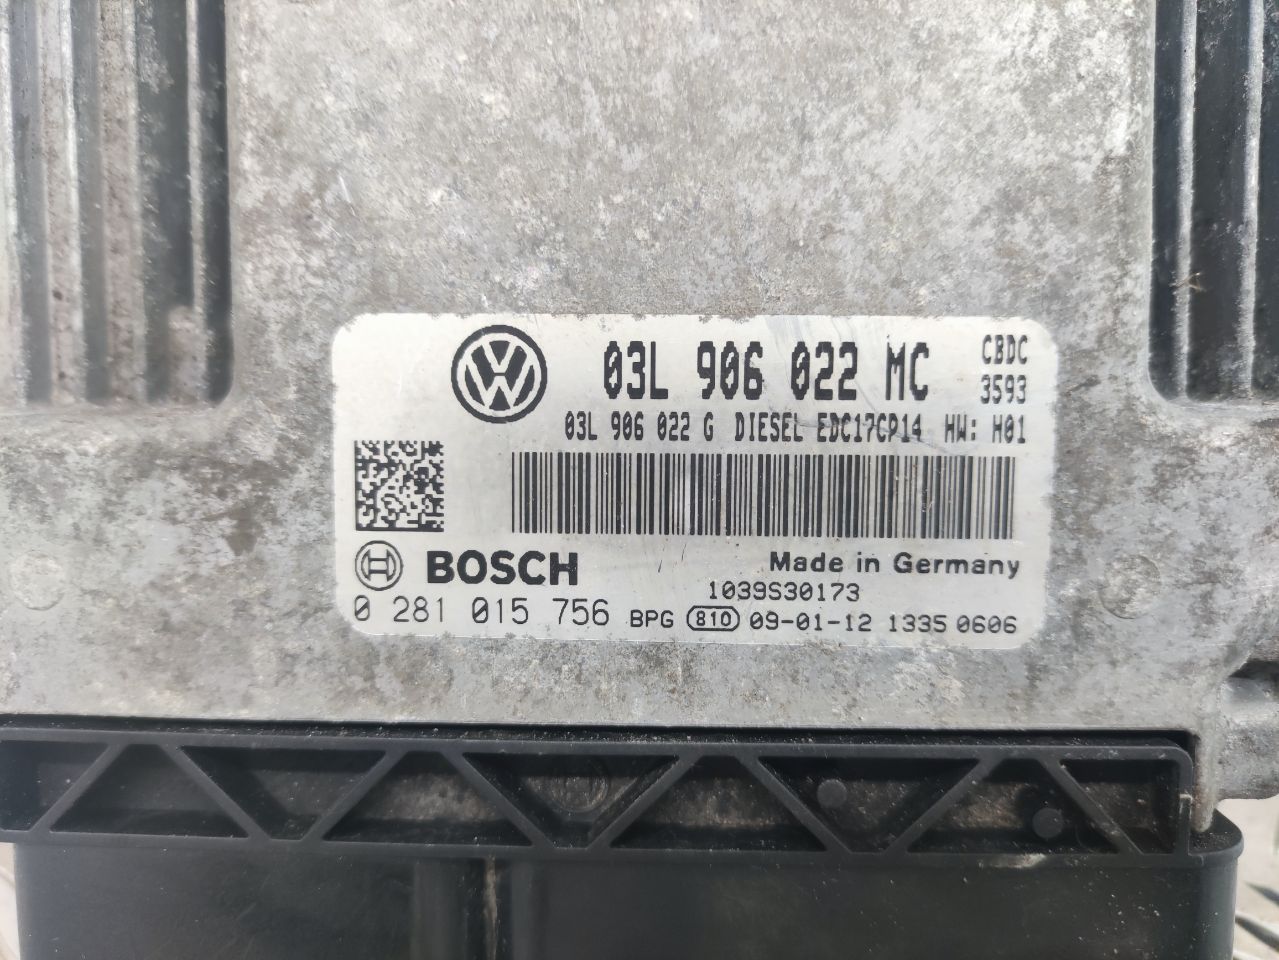 03L 906 022 MC CBDC
3593
03L 906 022 G DIESEL EDC17CP14 HW: H01
BOSCH Made in Germany
1039S30173
0 281 015 756 BPG 810 09-01-12 1335 0606